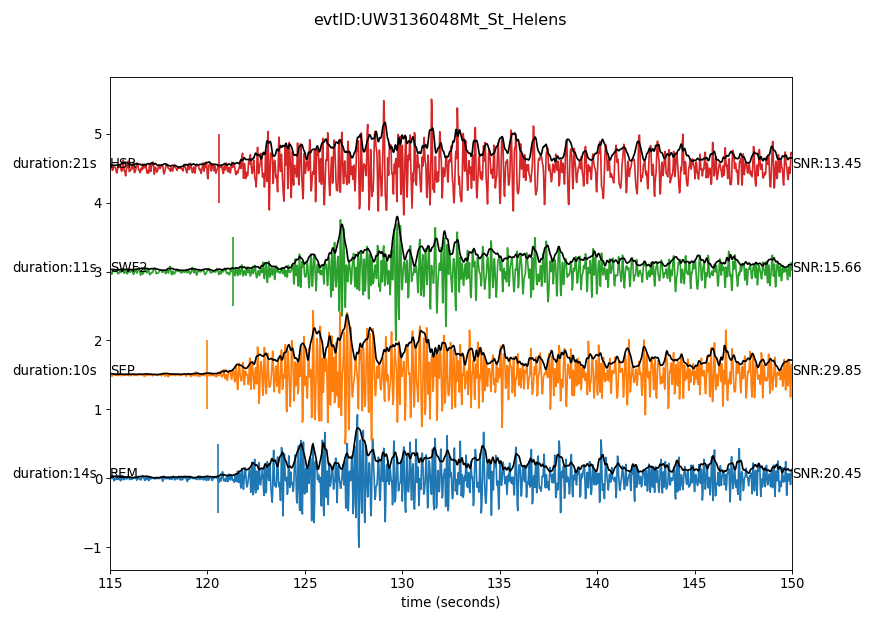 evtID:UW3136048Mt_St_Helens
5
duration:21s HSR SNR:13.45
4
duration:11s SWF2 SNR:15.66
3
2
duration:10s SEP SNR:29.85
1
duration:14s REM SNR:20.45
0
−1
115 120 125 130 135 140 145 150
time (seconds)